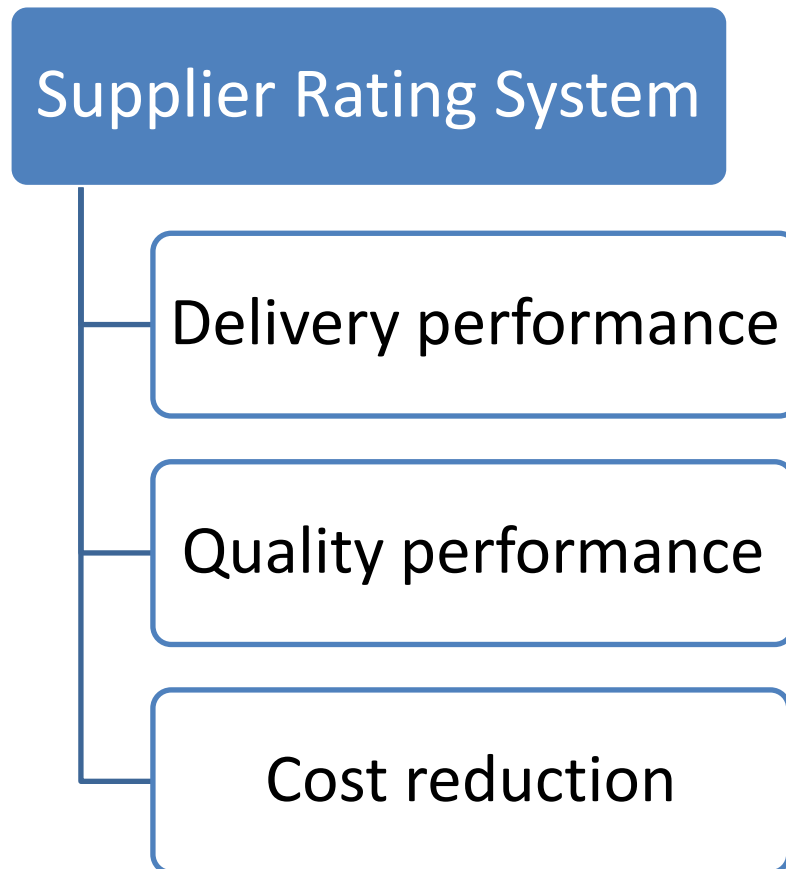 Supplier Rating System
Delivery performance
Quality performance
Cost reduction